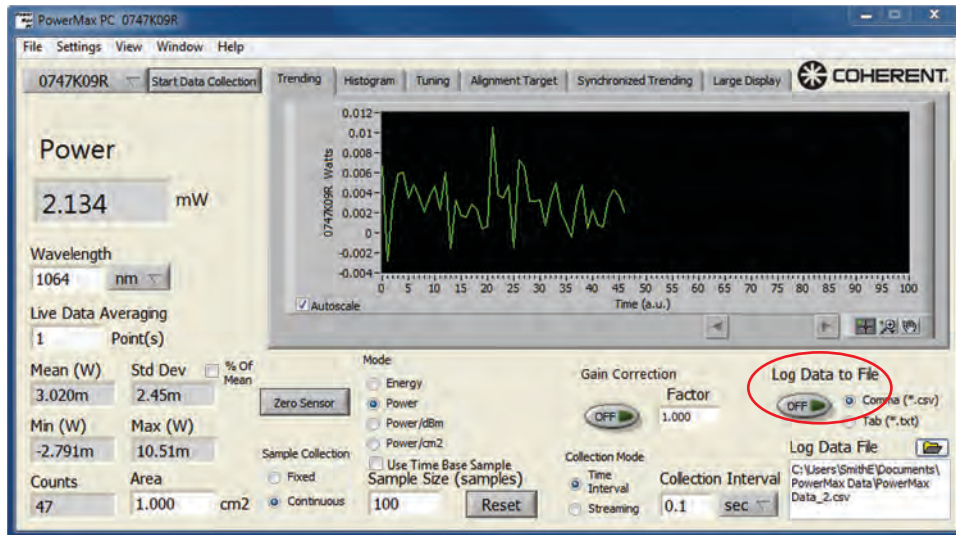 PowerMax PC 0747K09R
File Settings View Window Help
0747K09R Start Data Collection
Trending Histogram Tuning Alignment Target Synchronized Trending Large Display
COHERENT.
Power
2.134 mW
Wavelength
1064 nm
Live Data Averaging
1 Point(s)
0747K09R Watts
0.012
0.01
0.008
0.006
0.004
0.002
0
-0.002
-0.004
0 5 10 15 20 25 30 35 40 45 50 55 60 65 70 75 80 85 90 95 100
Time (a.u.)
Autoscale
Mean (W) Std Dev % Of Mean
3.020m 2.45m
Min (W) Max (W)
-2.791m 10.51m
Counts Area
47 1.000 cm2
Zero Sensor
Sample Collection
Fixed
Continuous
Mode
Energy
Power
Power/dBm
Power/cm2
Use Time Base Sample
Sample Size (samples)
100 Reset
Gain Correction
Factor
OFF 1.000
Collection Mode
Time Interval
Streaming
Collection Interval
0.1 sec
Log Data to File
OFF
Comma (*.csv)
Tab (*.txt)
Log Data File
C:\Users\SmithE\Documents\
PowerMax Data\PowerMax
Data_2.csv